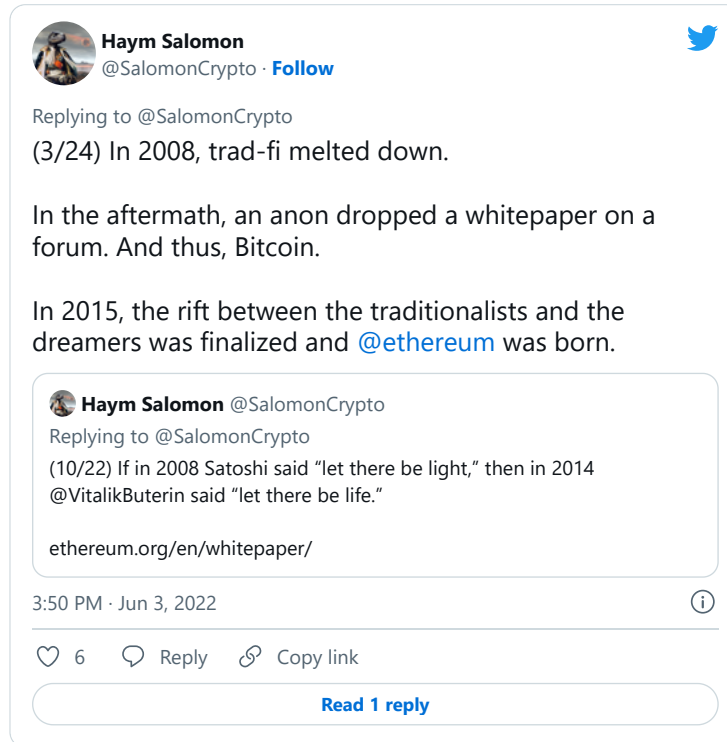 Haym Salomon
@SalomonCrypto · Follow
Replying to @SalomonCrypto
(3/24) In 2008, trad-fi melted down.
In the aftermath, an anon dropped a whitepaper on a
forum. And thus, Bitcoin.
In 2015, the rift between the traditionalists and the
dreamers was finalized and @ethereum was born.
Haym Salomon @SalomonCrypto
Replying to @SalomonCrypto
(10/22) If in 2008 Satoshi said “let there be light,” then in 2014
@VitalikButerin said “let there be life.”
ethereum.org/en/whitepaper/
3:50 PM · Jun 3, 2022
6 Reply Copy link
Read 1 reply